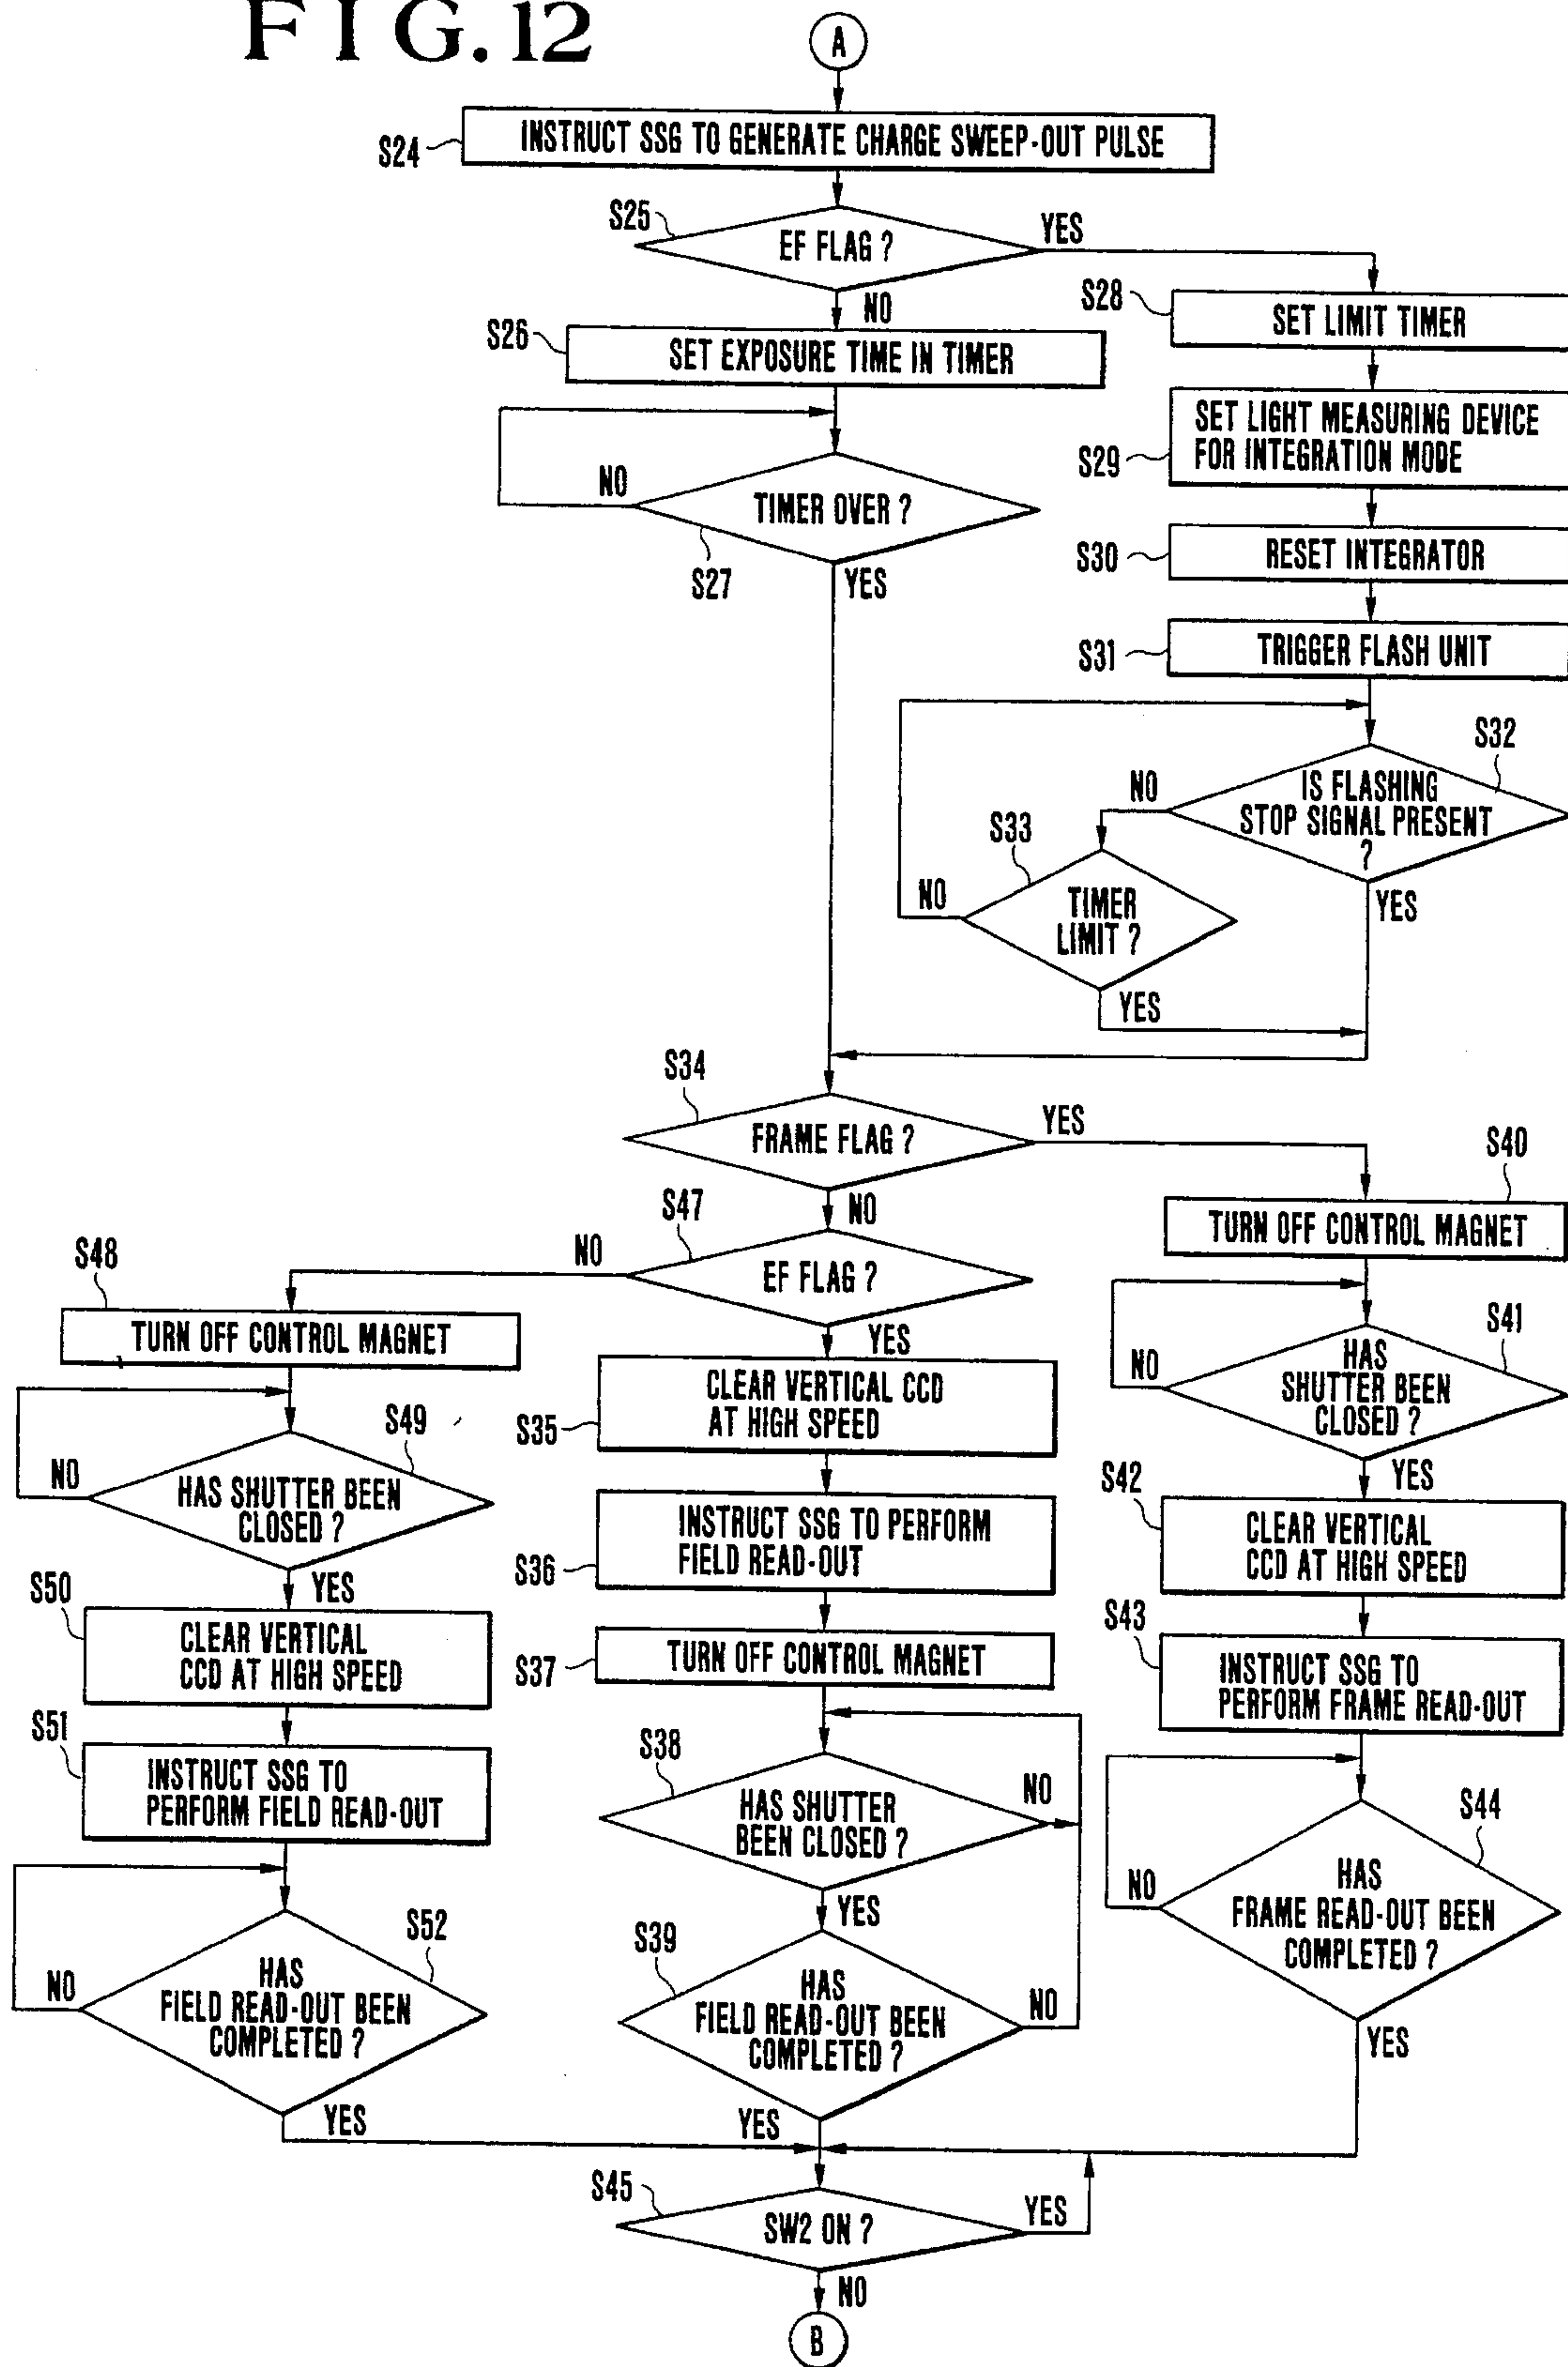 FIG. 12
A
S24
INSTRUCT SSG TO GENERATE CHARGE SWEEP-OUT PULSE
S25
EF FLAG ?
YES
NO
S26
SET EXPOSURE TIME IN TIMER
S28
SET LIMIT TIMER
S29
SET LIGHT MEASURING DEVICE
FOR INTEGRATION MODE
NO
TIMER OVER ?
S27
YES
S30
RESET INTEGRATOR
S31
TRIGGER FLASH UNIT
S32
IS FLASHING
STOP SIGNAL PRESENT
?
NO
YES
S33
TIMER
LIMIT ?
NO
YES
S34
FRAME FLAG ?
YES
NO
S47
EF FLAG ?
NO
YES
S48
TURN OFF CONTROL MAGNET
S49
HAS SHUTTER BEEN
CLOSED ?
NO
YES
S50
CLEAR VERTICAL
CCD AT HIGH SPEED
S51
INSTRUCT SSG TO
PERFORM FIELD READ-OUT
S52
HAS
FIELD READ-OUT BEEN
COMPLETED ?
NO
YES
S35
CLEAR VERTICAL CCD
AT HIGH SPEED
S36
INSTRUCT SSG TO PERFORM
FIELD READ-OUT
S37
TURN OFF CONTROL MAGNET
S38
HAS SHUTTER
BEEN CLOSED ?
NO
YES
S39
HAS
FIELD READ-OUT BEEN
COMPLETED ?
NO
YES
S40
TURN OFF CONTROL MAGNET
S41
HAS
SHUTTER BEEN
CLOSED ?
NO
YES
S42
CLEAR VERTICAL
CCD AT HIGH SPEED
S43
INSTRUCT SSG TO
PERFORM FRAME READ-OUT
S44
HAS
FRAME READ-OUT BEEN
COMPLETED ?
NO
YES
S45
SW2 ON ?
YES
NO
B